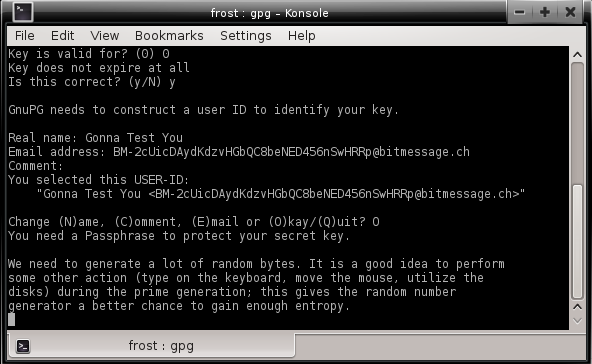 frost : gpg – Konsole
File Edit View Bookmarks Settings Help
Key is valid for? (0) 0
Key does not expire at all
Is this correct? (y/N) y
GnuPG needs to construct a user ID to identify your key.
Real name: Gonna Test You
Email address: BM-2cUicDAydKdzvHGbQC8beNED456nSwHRRp@bitmessage.ch
Comment:
You selected this USER-ID:
"Gonna Test You <BM-2cUicDAydKdzvHGbQC8beNED456nSwHRRp@bitmessage.ch>"
Change (N)ame, (C)omment, (E)mail or (O)kay/(Q)uit? O
You need a Passphrase to protect your secret key.
We need to generate a lot of random bytes. It is a good idea to perform
some other action (type on the keyboard, move the mouse, utilize the
disks) during the prime generation; this gives the random number
generator a better chance to gain enough entropy.
frost : gpg